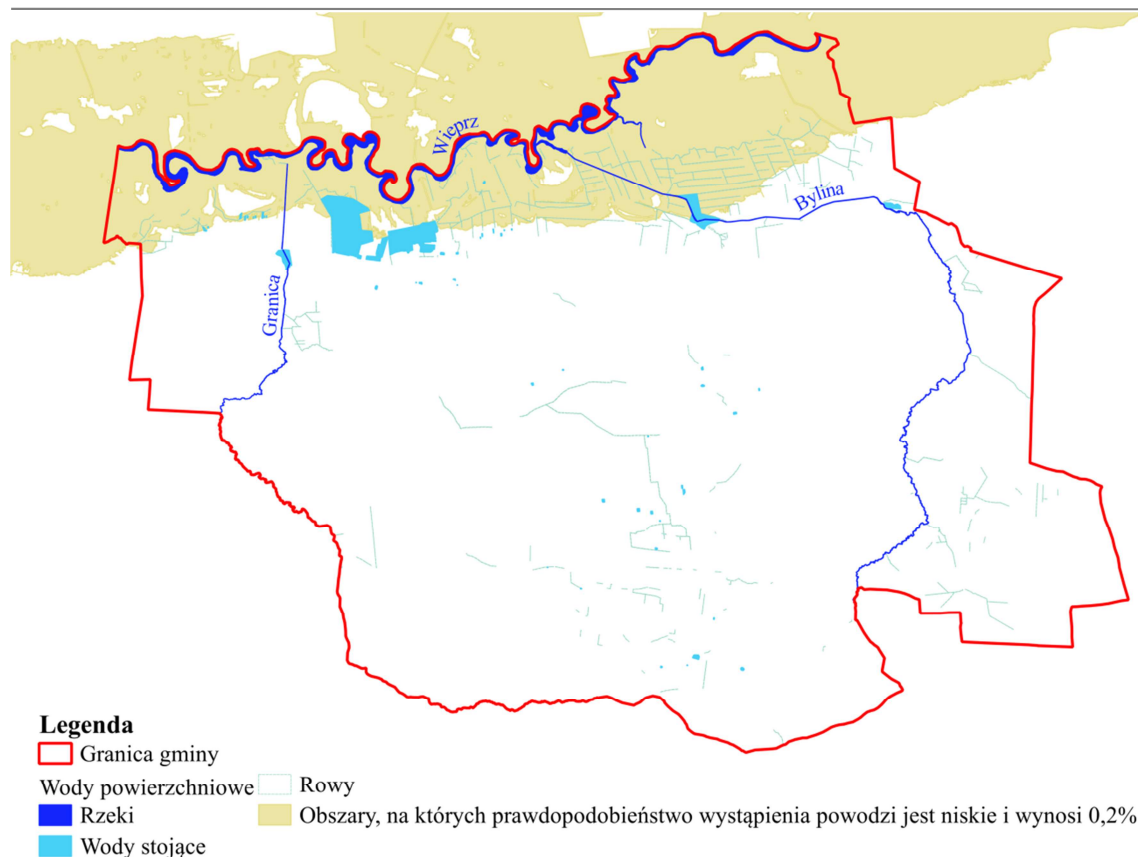 Wieprz
Bylina
Granica
Legenda
Granica gminy
Wody powierzchniowe
Rowy
Rzeki
Obszary, na których prawdopodobieństwo wystąpienia powodzi jest niskie i wynosi 0,2%
Wody stojące